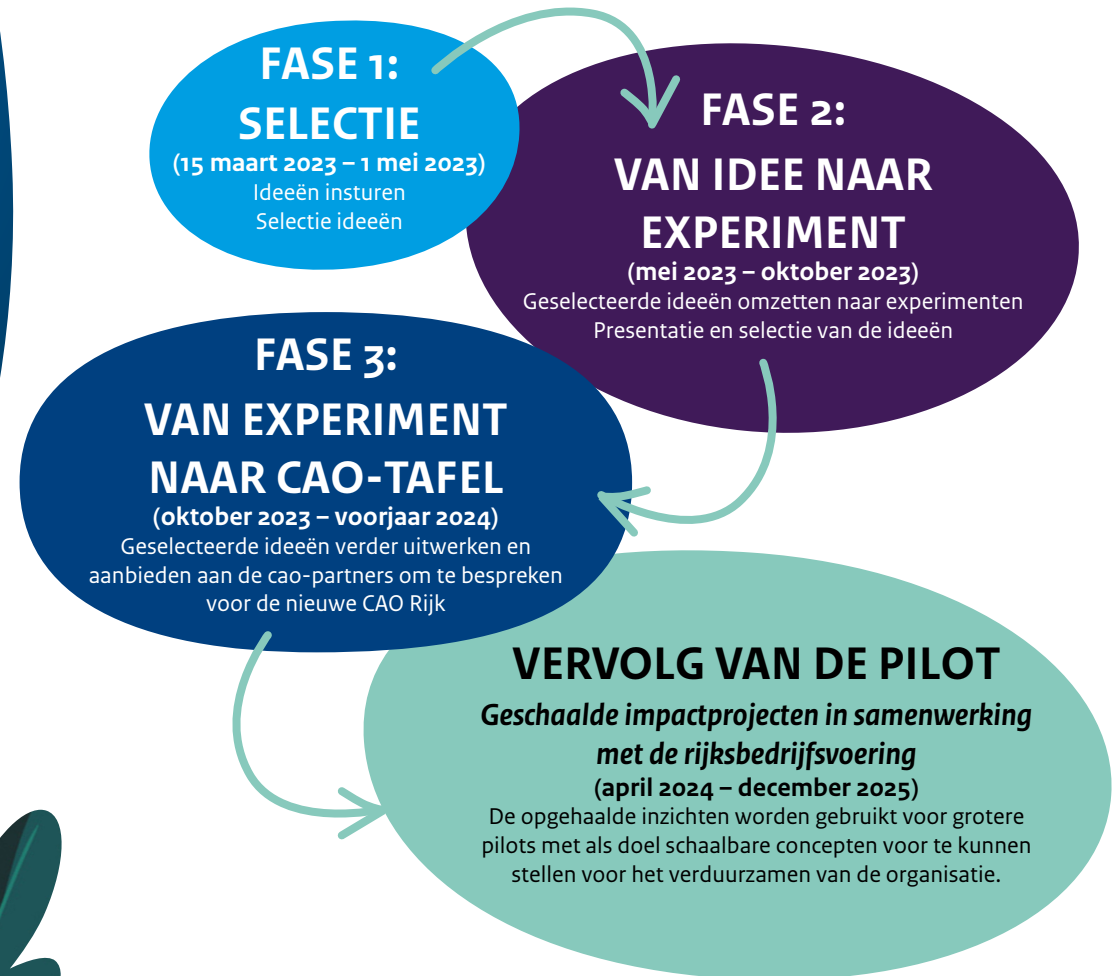 FASE 1:
SELECTIE
(15 maart 2023 – 1 mei 2023)
Ideeën insturen
Selectie ideeën
FASE 2:
VAN IDEE NAAR
EXPERIMENT
(mei 2023 – oktober 2023)
Geselecteerde ideeën omzetten naar experimenten
Presentatie en selectie van de ideeën
FASE 3:
VAN EXPERIMENT
NAAR CAO-TAFEL
(oktober 2023 – voorjaar 2024)
Geselecteerde ideeën verder uitwerken en
aanbieden aan de cao-partners om te bespreken
voor de nieuwe CAO Rijk
VERVOLG VAN DE PILOT
Geschaalde impactprojecten in samenwerking
met de rijksbedrijfsvoering
(april 2024 – december 2025)
De opgehaalde inzichten worden gebruikt voor grotere
pilots met als doel schaalbare concepten voor te kunnen
stellen voor het verduurzamen van de organisatie.